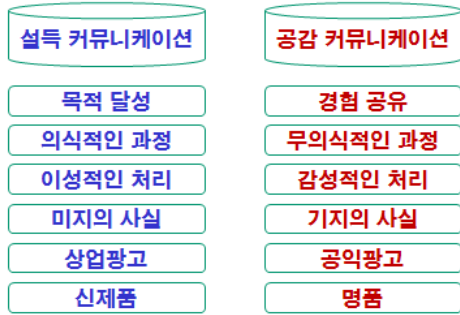 설득 커뮤니케이션
목적 달성
의식적인 과정
이성적인 처리
미지의 사실
상업광고
신제품
공감 커뮤니케이션
경험 공유
무의식적인 과정
감성적인 처리
기지의 사실
공익광고
명품